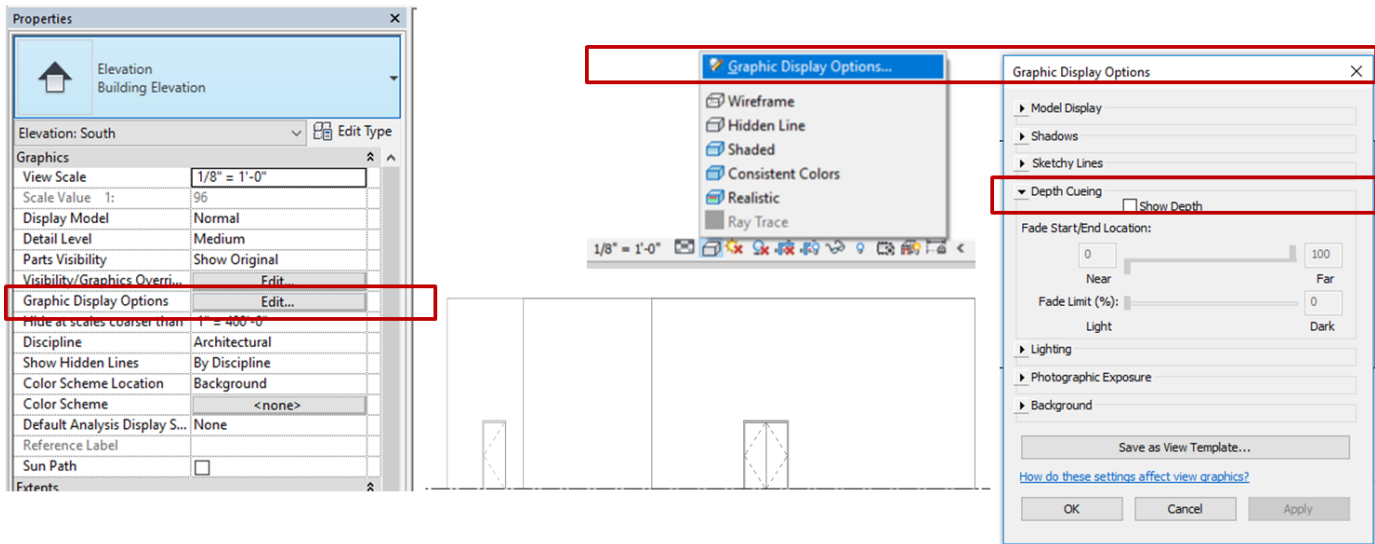 Properties
Elevation
Building Elevation
Elevation: South
Edit Type
Graphics
View Scale 1/8" = 1'-0"
Scale Value 1: 96
Display Model Normal
Detail Level Medium
Parts Visibility Show Original
Visibility/Graphics Overri... Edit...
Graphic Display Options Edit...
Hide at scales coarser than 1" = 400'-0"
Discipline Architectural
Show Hidden Lines By Discipline
Color Scheme Location Background
Color Scheme <none>
Default Analysis Display S... None
Reference Label
Sun Path
Extents
Graphic Display Options...
Wireframe
Hidden Line
Shaded
Consistent Colors
Realistic
Ray Trace
1/8" = 1'-0"
Graphic Display Options
Model Display
Shadows
Sketchy Lines
Depth Cueing
Show Depth
Fade Start/End Location:
0 100
Near Far
Fade Limit (%): 0
Light Dark
Lighting
Photographic Exposure
Background
Save as View Template...
How do these settings affect view graphics?
OK Cancel Apply